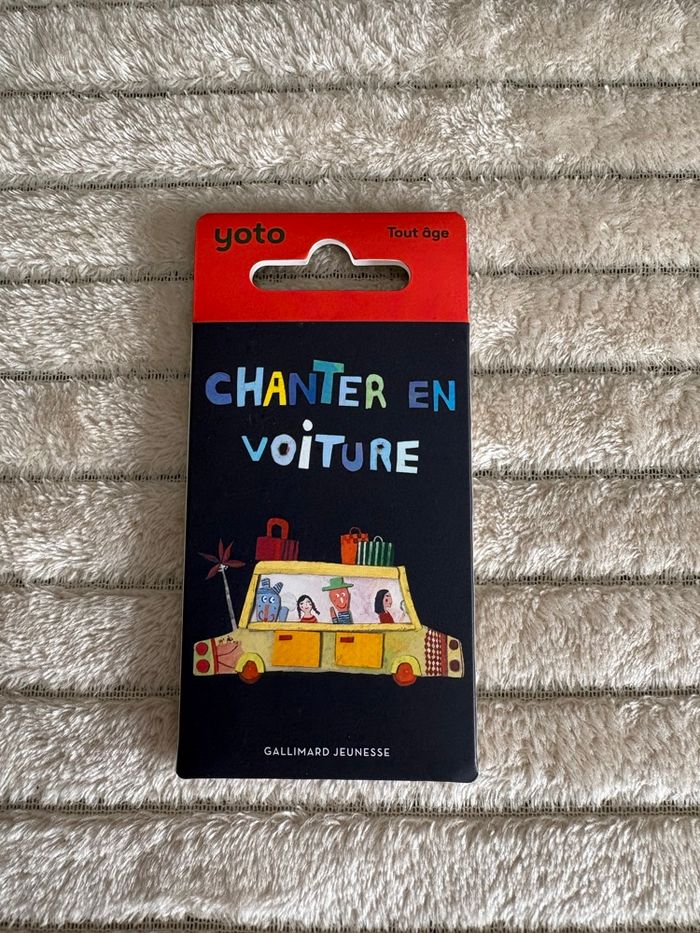 yoto
Tout âge
CHANTER EN
VOiTURE
GALLIMARD JEUNESSE